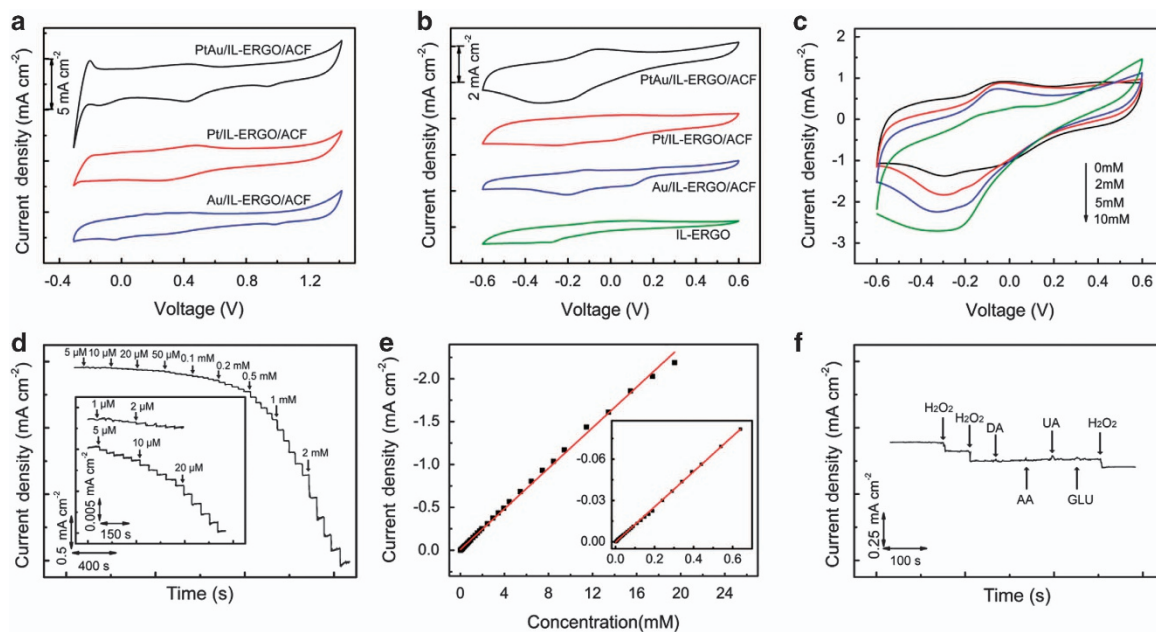 a
PtAu/IL-ERGO/ACF
Pt/IL-ERGO/ACF
Au/IL-ERGO/ACF
5 mA cm-2
Current density (mA cm-2)
-0.4 0.0 0.4 0.8 1.2
Voltage (V)
b
PtAu/IL-ERGO/ACF
Pt/IL-ERGO/ACF
Au/IL-ERGO/ACF
IL-ERGO
2 mA cm-2
Current density (mA cm-2)
-0.6 -0.4 -0.2 0.0 0.2 0.4 0.6
Voltage (V)
c
2
1
0
-1
-2
-3
0mM
2mM
5mM
10mM
Current density (mA cm-2)
-0.6 -0.4 -0.2 0.0 0.2 0.4 0.6
Voltage (V)
d
5 µM 10 µM 20 µM 50 µM 0.1 mM
0.2 mM
0.5 mM
1 mM
2 mM
1 µM 2 µM
5 µM
10 µM
20 µM
0.005 mA cm-2
150 s
0.5 mA cm-2
400 s
Current density (mA cm-2)
Time (s)
e
-2.0
-1.5
-1.0
-0.5
0.0
-0.06
-0.03
0.00
0.0 0.2 0.4 0.6
Current density (mA cm-2)
0 4 8 12 16 20 24
Concentration(mM)
f
H2O2
H2O2
DA
UA
H2O2
AA
GLU
0.25 mA cm-2
100 s
Current density (mA cm-2)
Time (s)